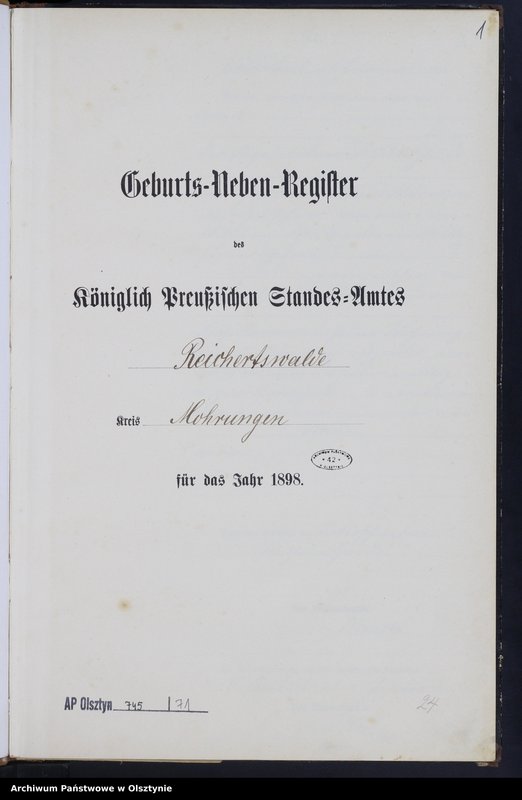 1
Geburts-Neben-Register
des
Königlich Preußischen Standes-Amtes
Reichertswalde
Kreis Mohrungen
42
für das Jahr 1898.
AP Olsztyn 745 / 71
24
Archiwum Państwowe w Olsztynie